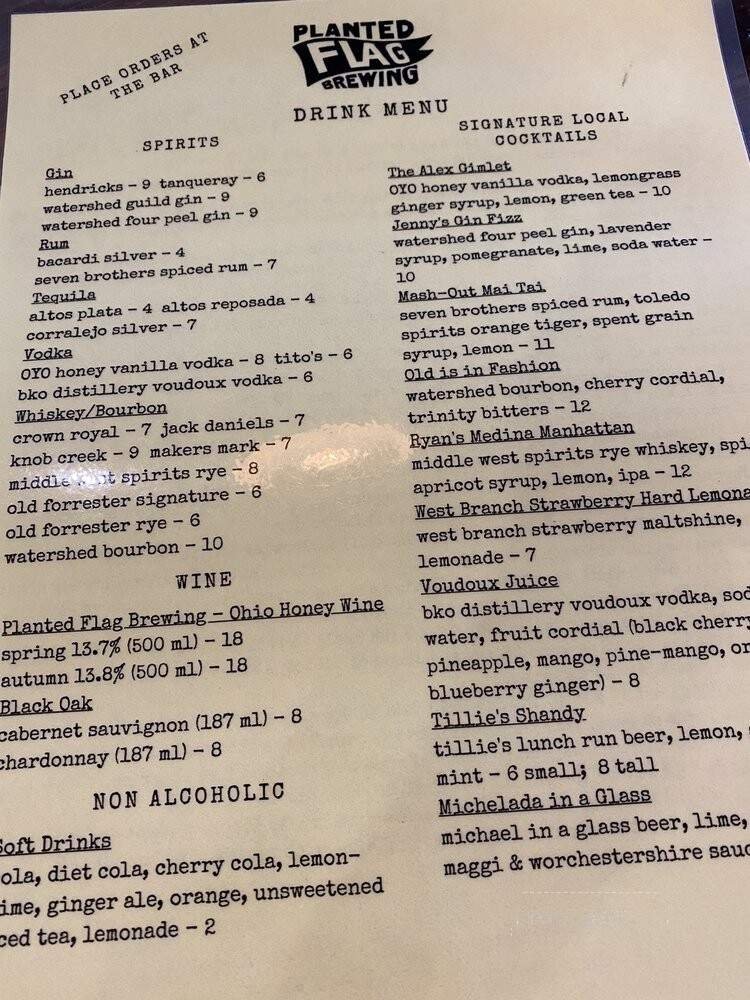 PLACE ORDERS AT
THE BAR
PLANTED
FLAG
BREWING
DRINK MENU
SPIRITS
Gin
hendricks - 9 tanqueray - 6
watershed guild gin - 9
watershed four peel gin - 9
Rum
bacardi silver - 4
seven brothers spiced rum - 7
Tequila
altos plata - 4 altos reposada - 4
corralejo silver - 7
Vodka
OYO honey vanilla vodka - 8 tito's - 6
bko distillery voudoux vodka - 6
Whiskey/Bourbon
crown royal - 7 jack daniels - 7
knob creek - 9 makers mark - 7
middle west spirits rye - 8
old forrester signature - 6
old forrester rye - 6
watershed bourbon - 10
WINE
Planted Flag Brewing - Ohio Honey Wine
spring 13.7% (500 ml) - 18
autumn 13.8% (500 ml) - 18
Black Oak
cabernet sauvignon (187 ml) - 8
chardonnay (187 ml) - 8
NON ALCOHOLIC
Soft Drinks
ola, diet cola, cherry cola, lemon-
ime, ginger ale, orange, unsweetened
ced tea, lemonade - 2
SIGNATURE LOCAL
COCKTAILS
The Alex Gimlet
OYO honey vanilla vodka, lemongrass
ginger syrup, lemon, green tea - 10
Jenny's Gin Fizz
watershed four peel gin, lavender
syrup, pomegranate, lime, soda water -
10
Mash-Out Mai Tai
seven brothers spiced rum, toledo
spirits orange tiger, spent grain
syrup, lemon - 11
Old is in Fashion
watershed bourbon, cherry cordial,
trinity bitters - 12
Ryan's Medina Manhattan
middle west spirits rye whiskey, spi
apricot syrup, lemon, ipa - 12
West Branch Strawberry Hard Lemona
west branch strawberry maltshine,
lemonade - 7
Voudoux Juice
bko distillery voudoux vodka, sod
water, fruit cordial (black cherry
pineapple, mango, pine-mango, or
blueberry ginger) - 8
Tillie's Shandy
tillie's lunch run beer, lemon,
mint - 6 small; 8 tall
Michelada in a Glass
michael in a glass beer, lime,
maggi & worchestershire sauc